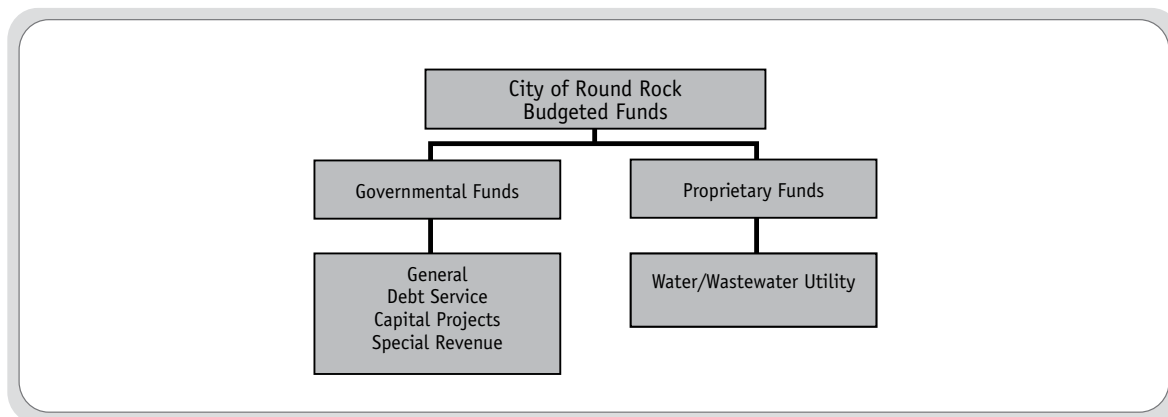 City of Round Rock
Budgeted Funds
Governmental Funds
Proprietary Funds
General
Debt Service
Capital Projects
Special Revenue
Water/Wastewater Utility